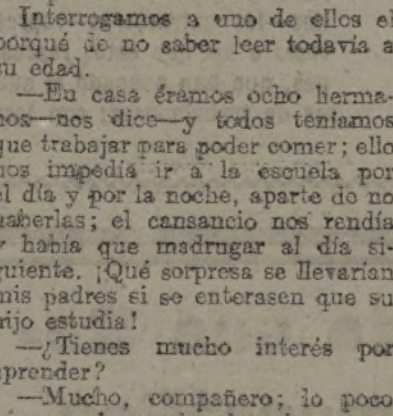 Interrogamos a uno de ellos el
porqué de no saber leer todavía a
su edad.
—En casa éramos ocho herma-
nos—nos dice—y todos teníamos
que trabajar para poder comer; ello
nos impedía ir a la escuela por
el día y por la noche, aparte de no
haberlas; el cansancio nos rendía
y había que madrugar al día si-
guiente. ¡Qué sorpresa se llevarían
mis padres si se enterasen que su
hijo estudia!
—¿Tienes mucho interés por
aprender?
—Mucho, compañero; lo poco